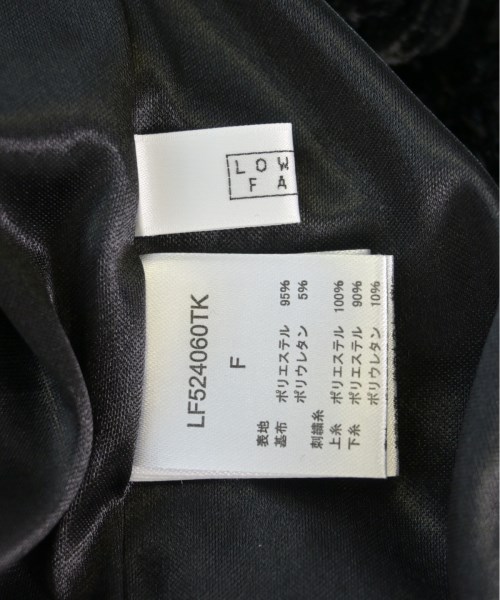 LOW
FA
LF524060TK
F
表地
基布 ポリエステル 95%
ポリウレタン 5%
刺繍糸
上糸 ポリエステル 100%
下糸 ポリエステル 90%
ポリウレタン 10%